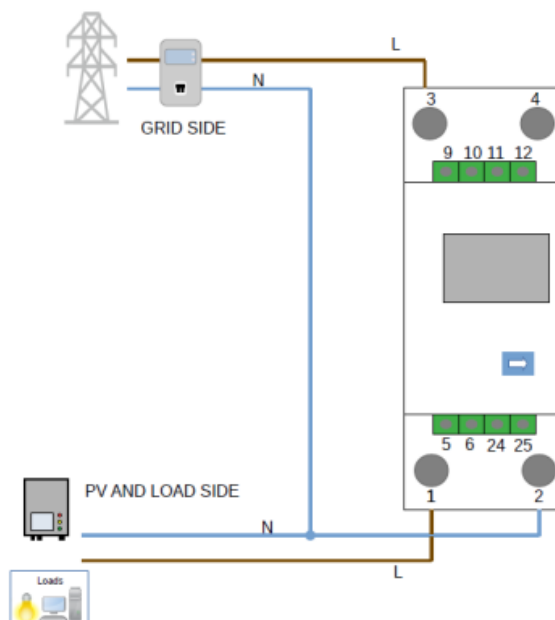 L
N
GRID SIDE
3 4
9 10 11 12
5 6 24 25
1 2
PV AND LOAD SIDE
N
L
Loads